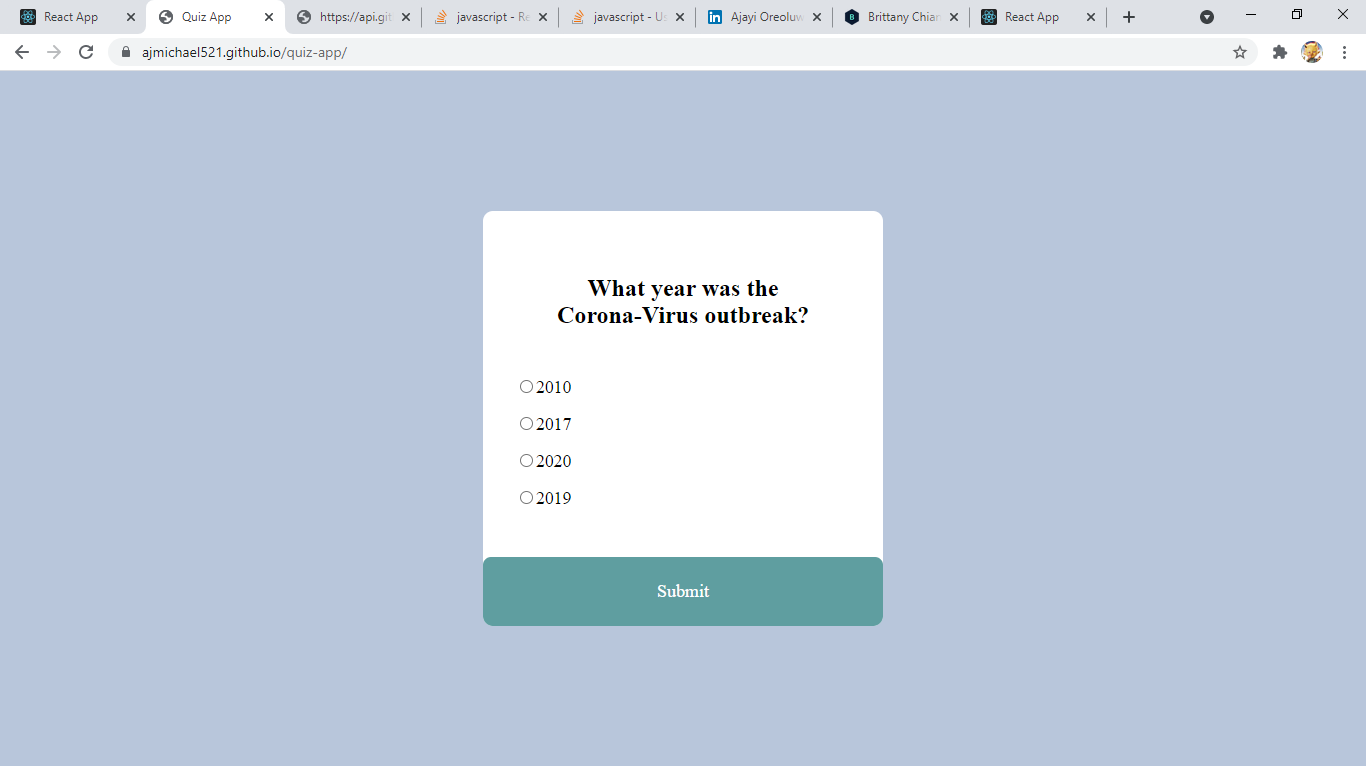 React App
Quiz App
https://api.git
javascript - Re
javascript - Us
Ajayi Oreoluw
Brittany Chian
React App
ajmichael521.github.io/quiz-app/
What year was the
Corona-Virus outbreak?
2010
2017
2020
2019
Submit